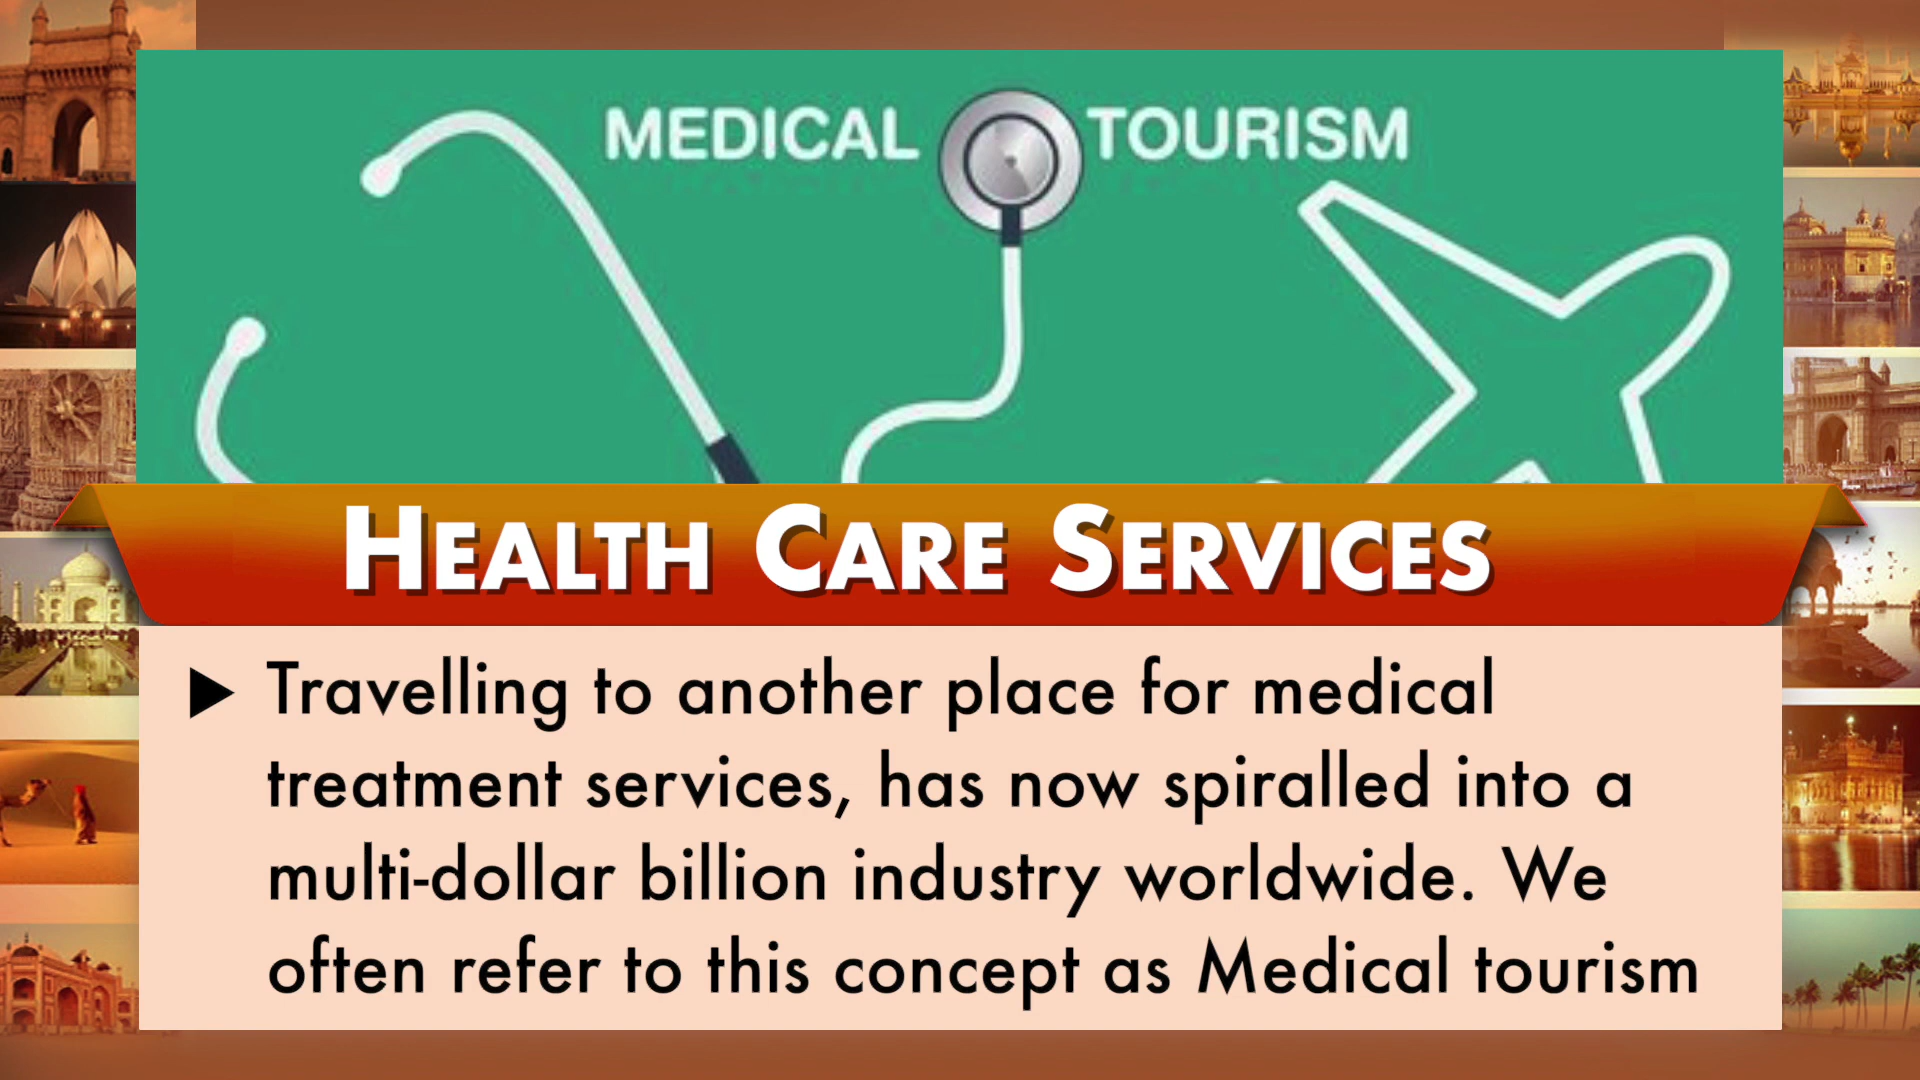 MEDICAL TOURISM
HEALTH CARE SERVICES
Travelling to another place for medical
treatment services, has now spiralled into a
multi-dollar billion industry worldwide. We
often refer to this concept as Medical tourism